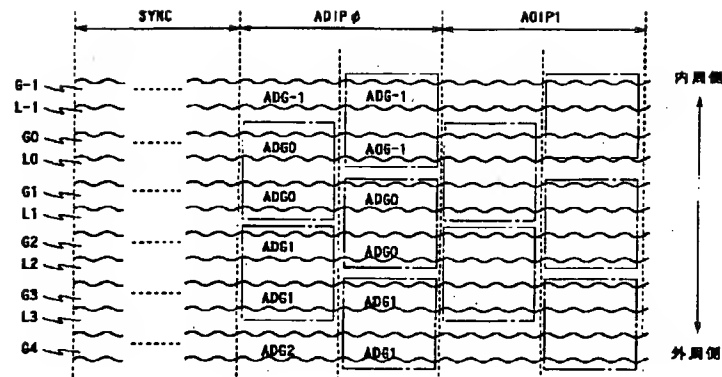 SYNC ADIPφ ADIP1
G-1 ADG-1 ADG-1 内周側
L-1
G0 ADG0 ADG-1
L0
G1 ADG0 ADG0
L1
G2 ADG1 ADG0
L2
G3 ADG1 ADG1
L3
G4 ADG2 ADG1 外周側